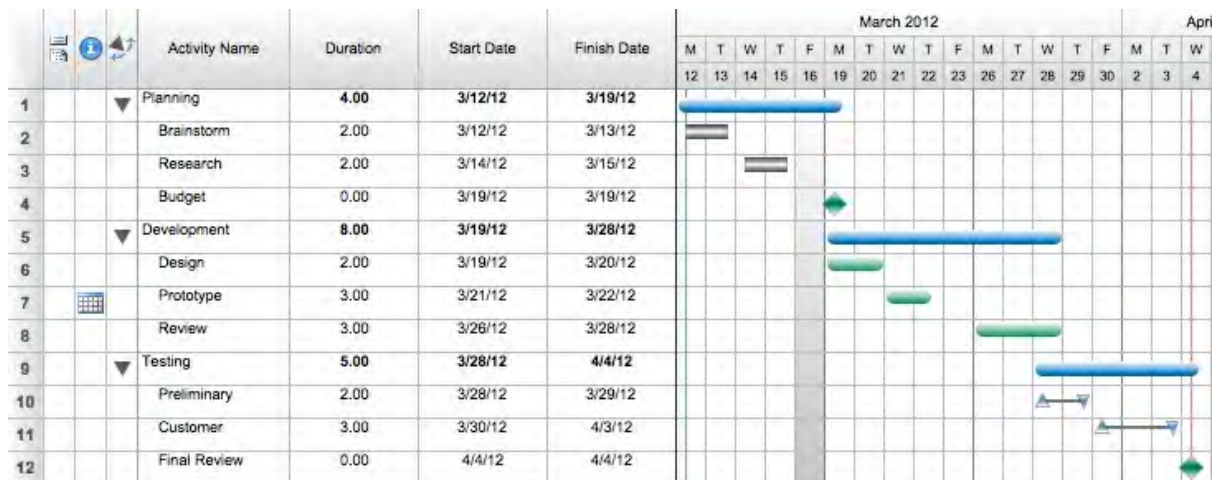 March 2012 Apri
Activity Name Duration Start Date Finish Date M T W T F M T W T F M T W T F M T W
12 13 14 15 16 19 20 21 22 23 26 27 28 29 30 2 3 4
1 Planning 4.00 3/12/12 3/19/12
2 Brainstorm 2.00 3/12/12 3/13/12
3 Research 2.00 3/14/12 3/15/12
4 Budget 0.00 3/19/12 3/19/12
5 Development 8.00 3/19/12 3/28/12
6 Design 2.00 3/19/12 3/20/12
7 Prototype 3.00 3/21/12 3/22/12
8 Review 3.00 3/26/12 3/28/12
9 Testing 5.00 3/28/12 4/4/12
10 Preliminary 2.00 3/28/12 3/29/12
11 Customer 3.00 3/30/12 4/3/12
12 Final Review 0.00 4/4/12 4/4/12